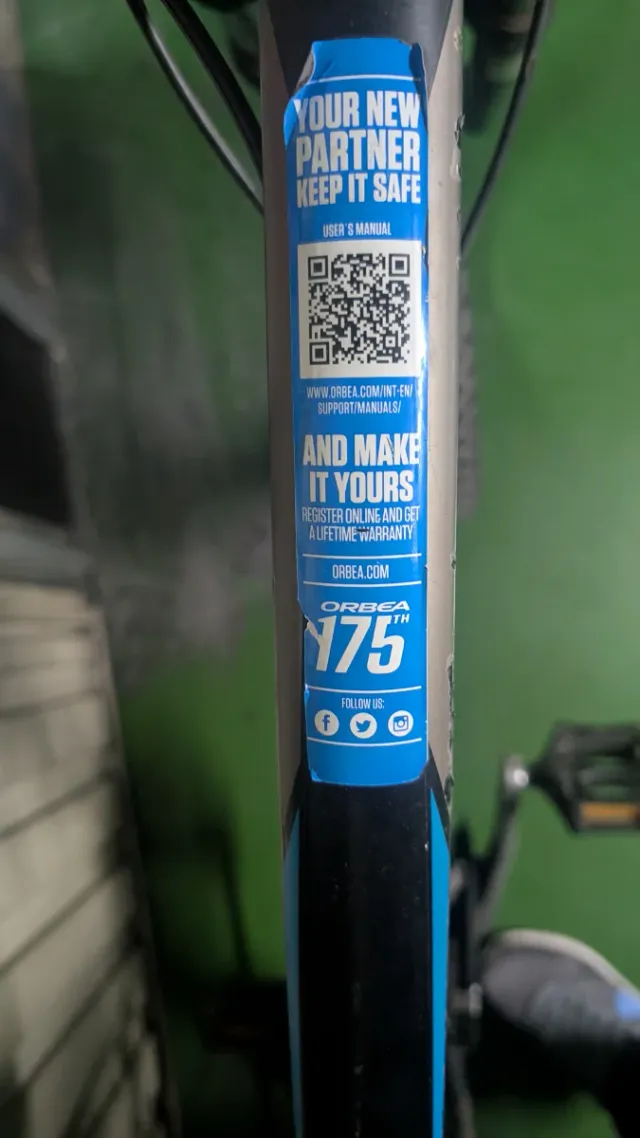 YOUR NEW
PARTNER
KEEP IT SAFE
USER'S MANUAL
WWW.ORBEA.COM/INT-EN/
SUPPORT/MANUALS/
AND MAKE
IT YOURS
REGISTER ONLINE AND GET
A LIFETIME WARRANTY
ORBEA.COM
ORBEA
175TH
FOLLOW US: